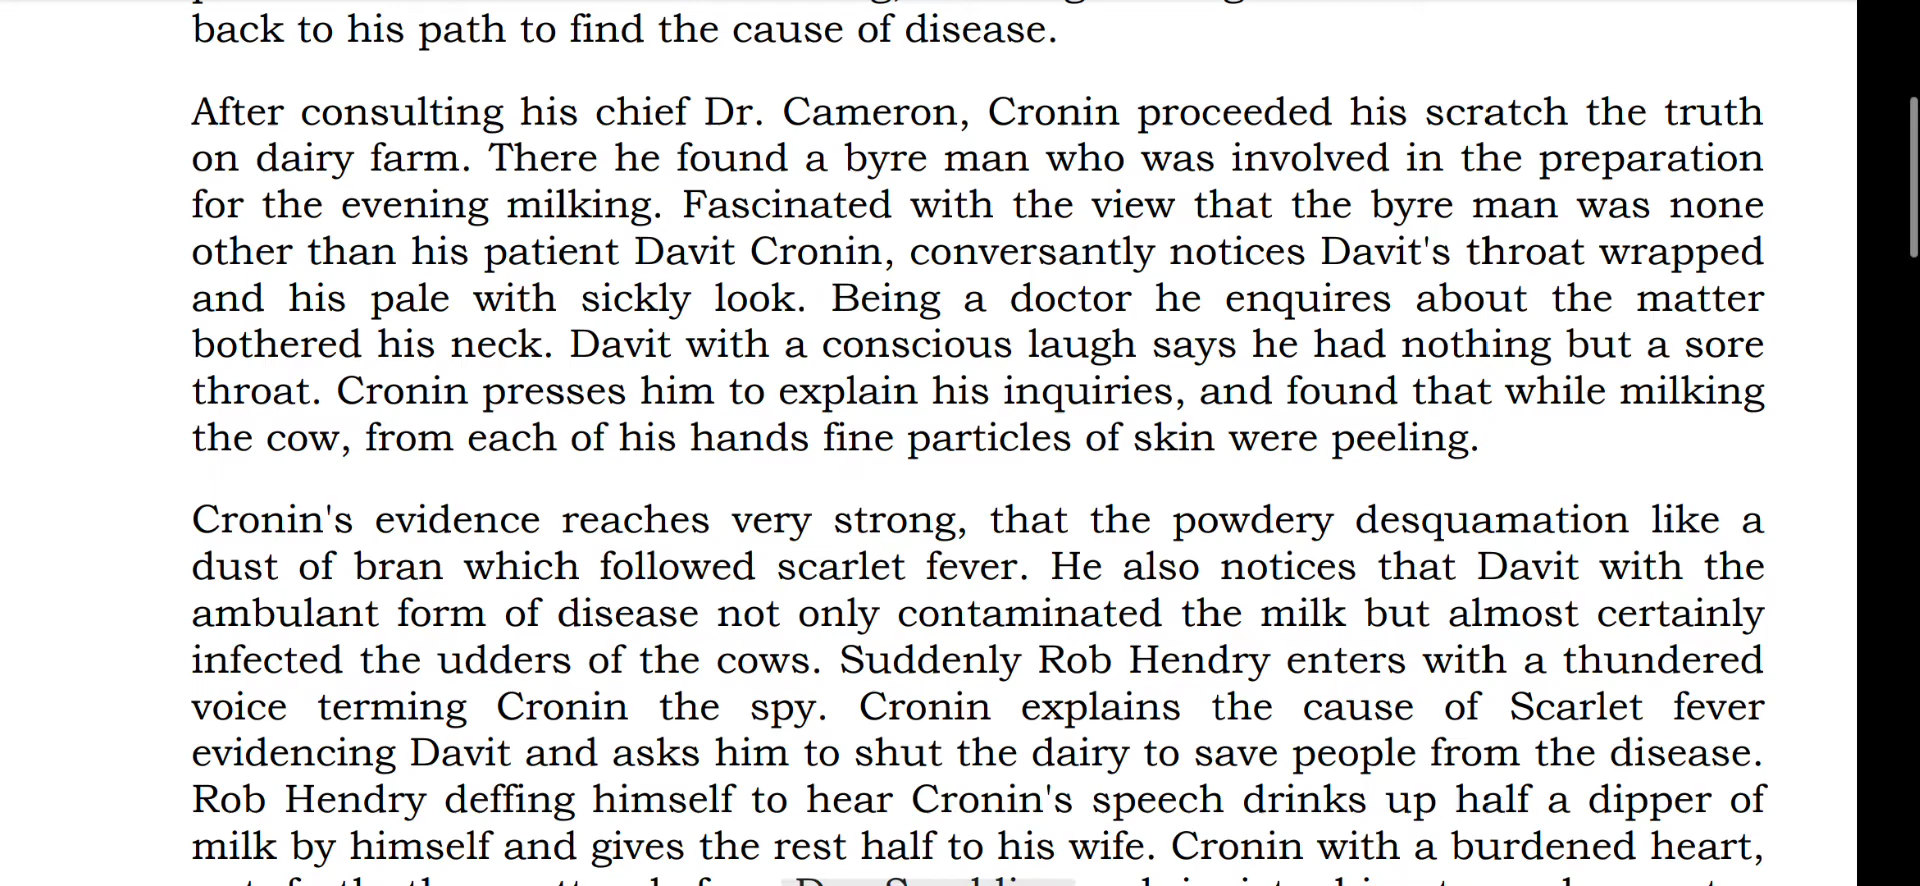 back to his path to find the cause of disease.
After consulting his chief Dr. Cameron, Cronin proceeded his scratch the truth
on dairy farm. There he found a byre man who was involved in the preparation
for the evening milking. Fascinated with the view that the byre man was none
other than his patient Davit Cronin, conversantly notices Davit's throat wrapped
and his pale with sickly look. Being a doctor he enquires about the matter
bothered his neck. Davit with a conscious laugh says he had nothing but a sore
throat. Cronin presses him to explain his inquiries, and found that while milking
the cow, from each of his hands fine particles of skin were peeling.
Cronin's evidence reaches very strong, that the powdery desquamation like a
dust of bran which followed scarlet fever. He also notices that Davit with the
ambulant form of disease not only contaminated the milk but almost certainly
infected the udders of the cows. Suddenly Rob Hendry enters with a thundered
voice terming Cronin the spy. Cronin explains the cause of Scarlet fever
evidencing Davit and asks him to shut the dairy to save people from the disease.
Rob Hendry deffing himself to hear Cronin's speech drinks up half a dipper of
milk by himself and gives the rest half to his wife. Cronin with a burdened heart,